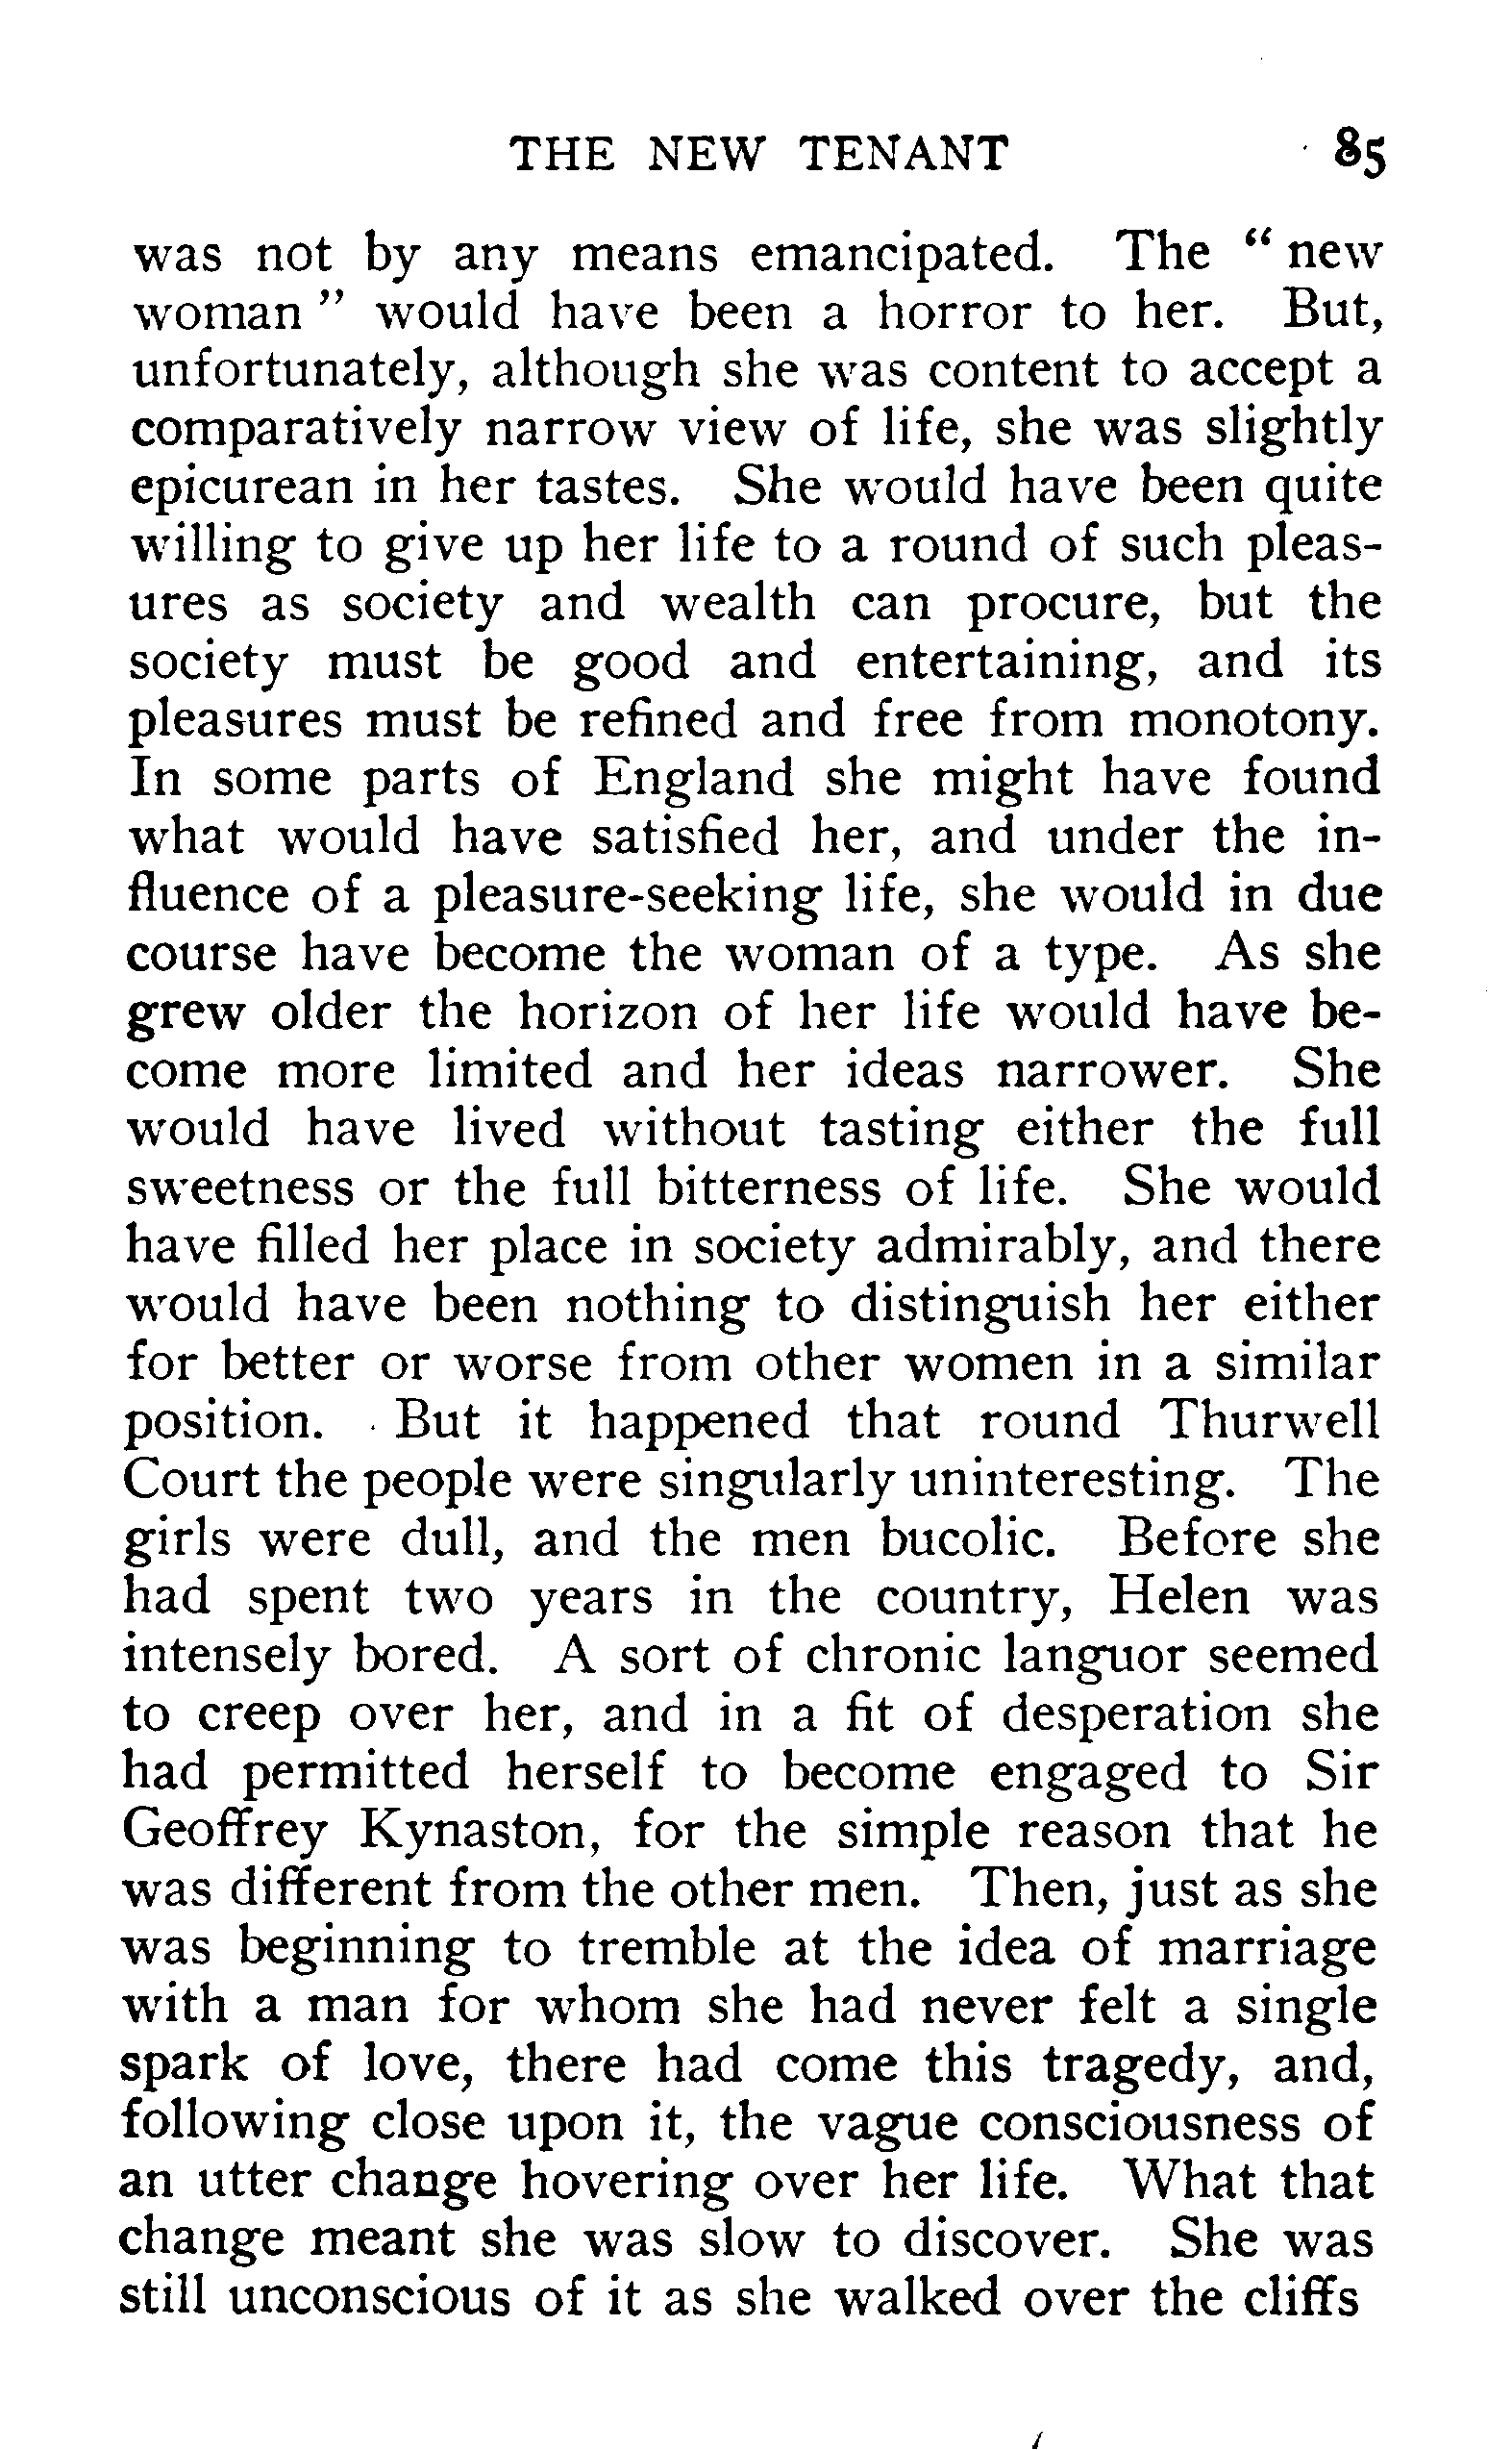 THE NEW TENANT 85
was not by any means emancipated. The “ new
woman ” would have been a horror to her. But,
unfortunately, although she was content to accept a
comparatively narrow view of life, she was slightly
epicurean in her tastes. She would have been quite
willing to give up her life to a round of such pleas-
ures as society and wealth can procure, but the
society must be good and entertaining, and its
pleasures must be refined and free from monotony.
In some parts of England she might have found
what would have satisfied her, and under the in-
fluence of a pleasure-seeking life, she would in due
course have become the woman of a type. As she
grew older the horizon of her life would have be-
come more limited and her ideas narrower. She
would have lived without tasting either the full
sweetness or the full bitterness of life. She would
have filled her place in society admirably, and there
would have been nothing to distinguish her either
for better or worse from other women in a similar
position. But it happened that round Thurwell
Court the people were singularly uninteresting. The
girls were dull, and the men bucolic. Before she
had spent two years in the country, Helen was
intensely bored. A sort of chronic languor seemed
to creep over her, and in a fit of desperation she
had permitted herself to become engaged to Sir
Geoffrey Kynaston, for the simple reason that he
was different from the other men. Then, just as she
was beginning to tremble at the idea of marriage
with a man for whom she had never felt a single
spark of love, there had come this tragedy, and,
following close upon it, the vague consciousness of
an utter change hovering over her life. What that
change meant she was slow to discover. She was
still unconscious of it as she walked over the cliffs